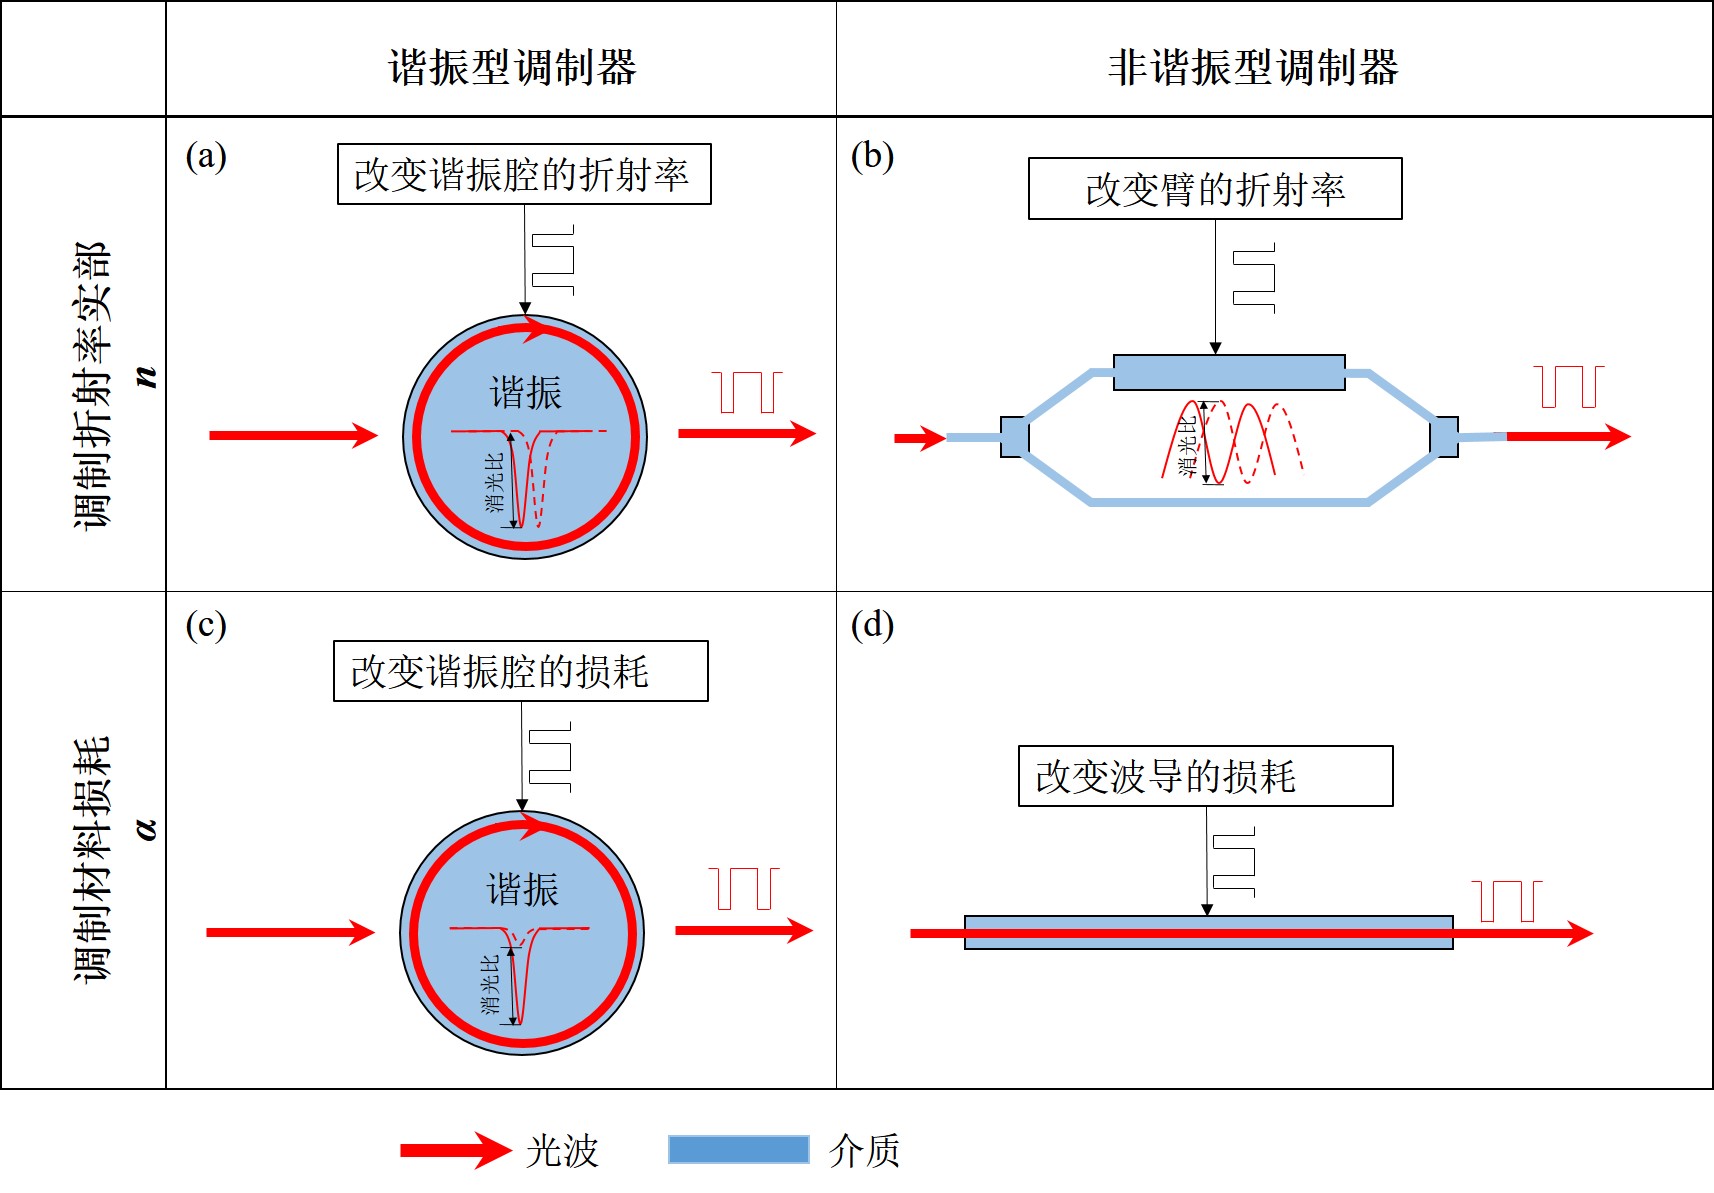 谐振型调制器
非谐振型调制器
调制折射率实部
n
(a)
改变谐振腔的折射率
谐振
消光比
(b)
改变臂的折射率
消光比
调制材料损耗
α
(c)
改变谐振腔的损耗
谐振
消光比
(d)
改变波导的损耗
光波
介质